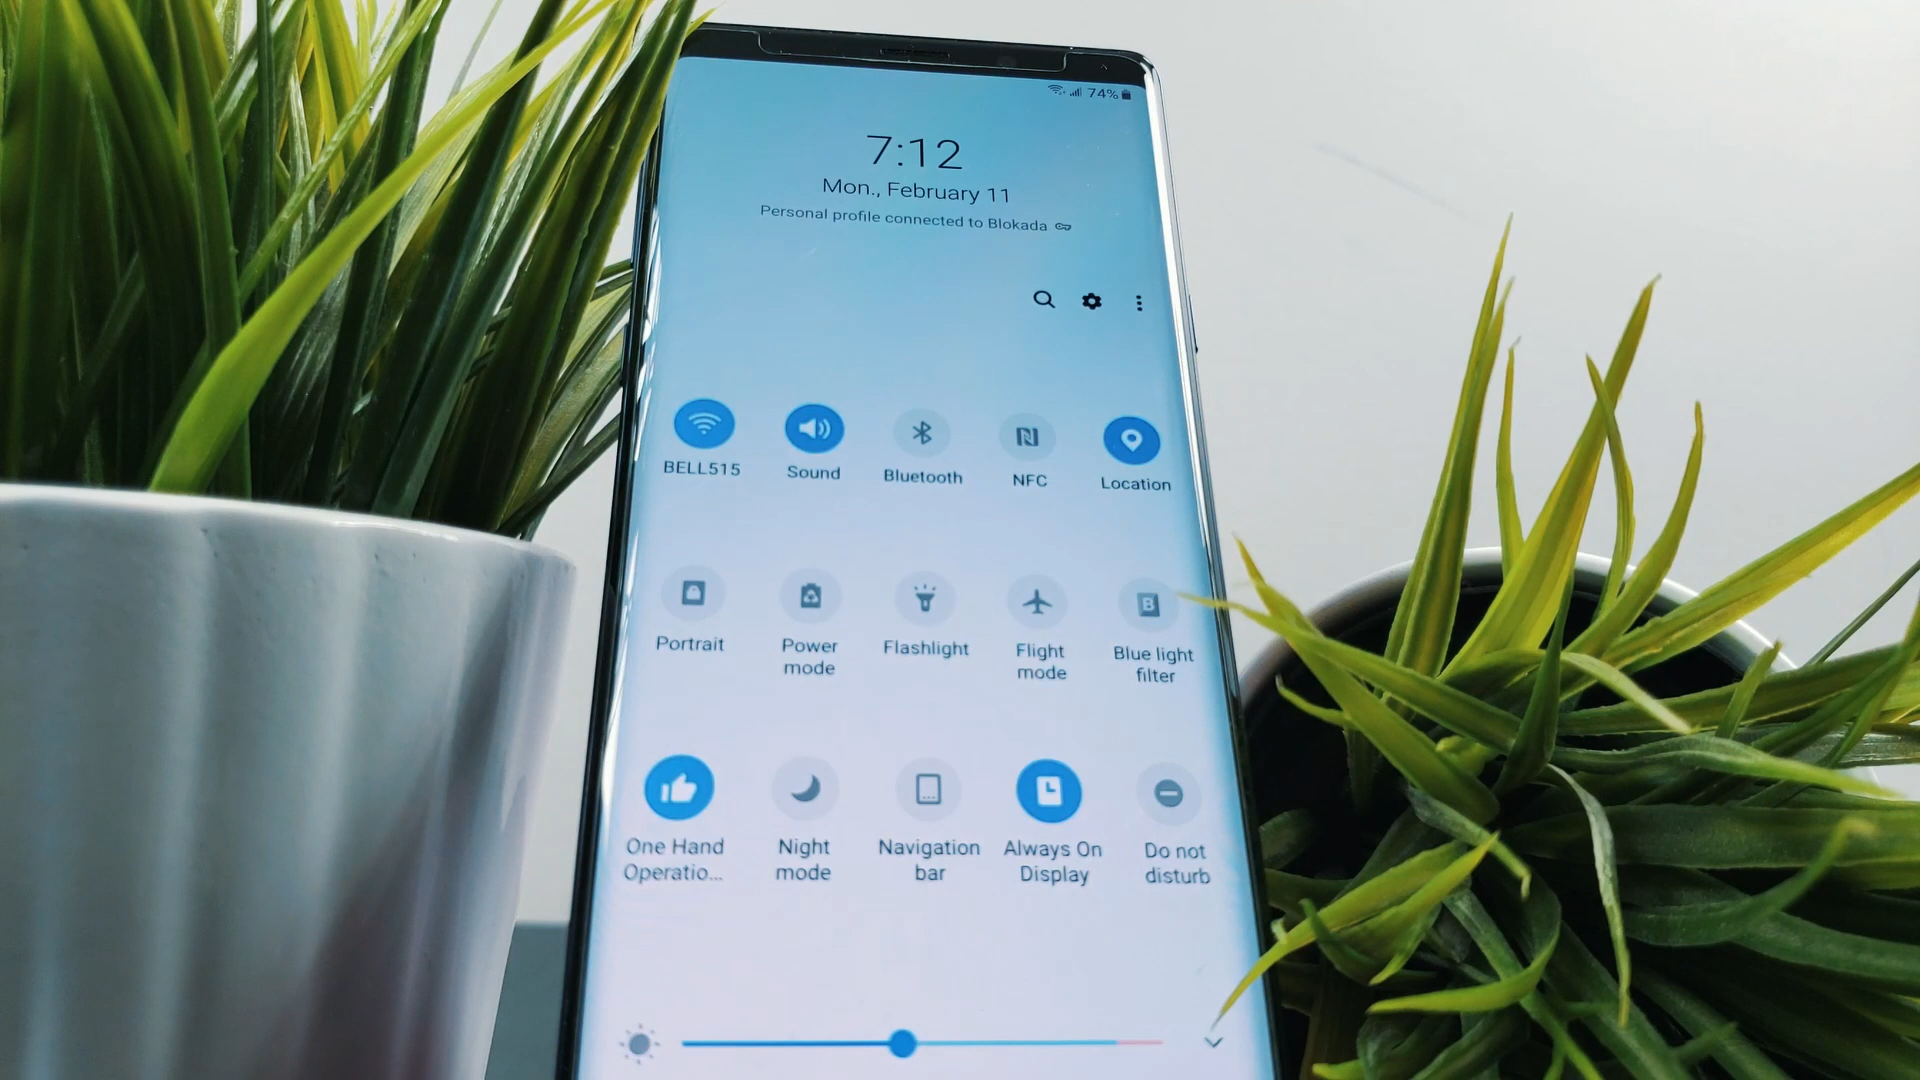 74%
7:12
Mon., February 11
Personal profile connected to Blokada
BELL515 Sound Bluetooth NFC Location
Portrait Power mode Flashlight Flight mode Blue light filter
One Hand Operatio... Night mode Navigation bar Always On Display Do not disturb